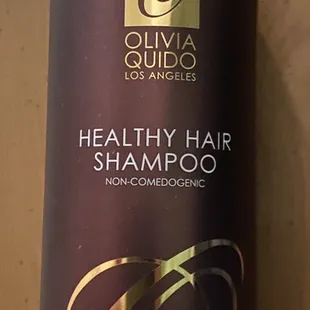 OLIVIA
QUIDO
LOS ANGELES
HEALTHY HAIR
SHAMPOO
NON-COMEDOGENIC